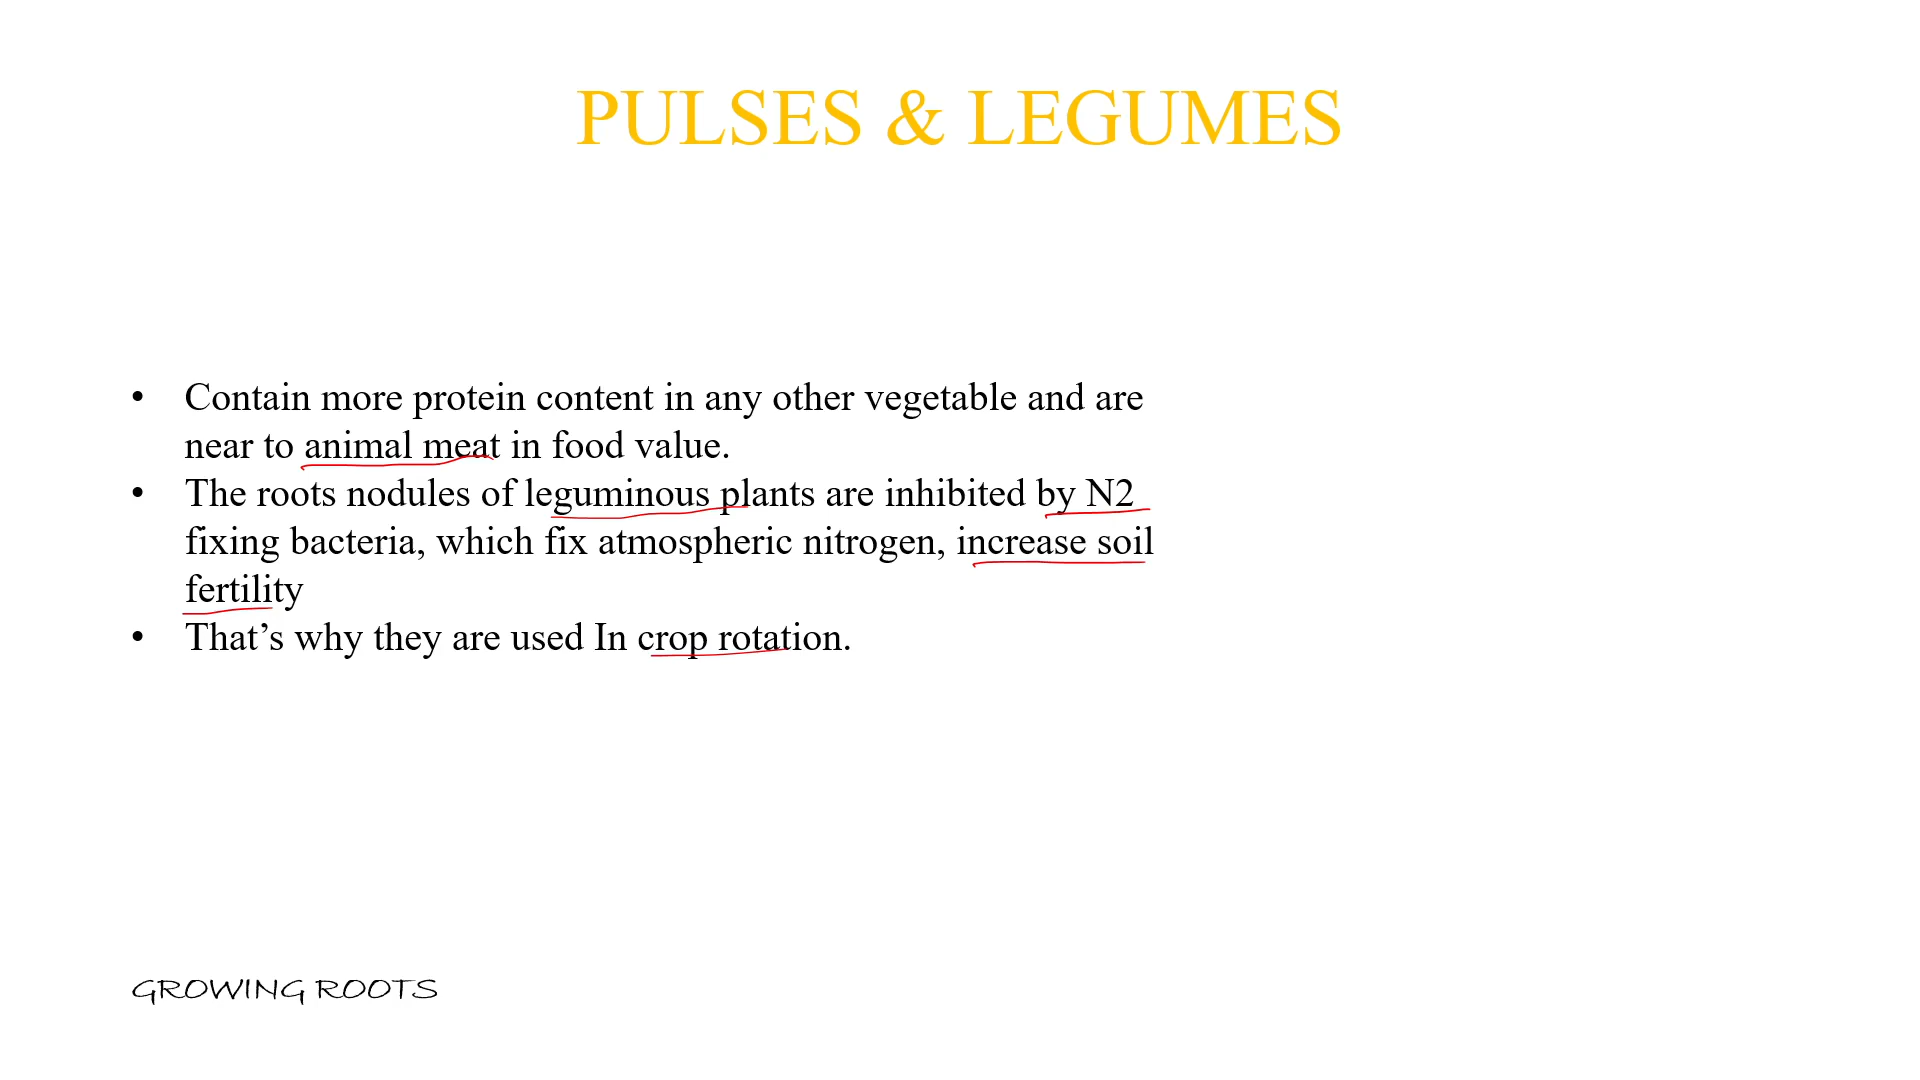 PULSES & LEGUMES
• Contain more protein content in any other vegetable and are
near to animal meat in food value.
• The roots nodules of leguminous plants are inhibited by N2
fixing bacteria, which fix atmospheric nitrogen, increase soil
fertility
• That’s why they are used In crop rotation.
GROWING ROOTS